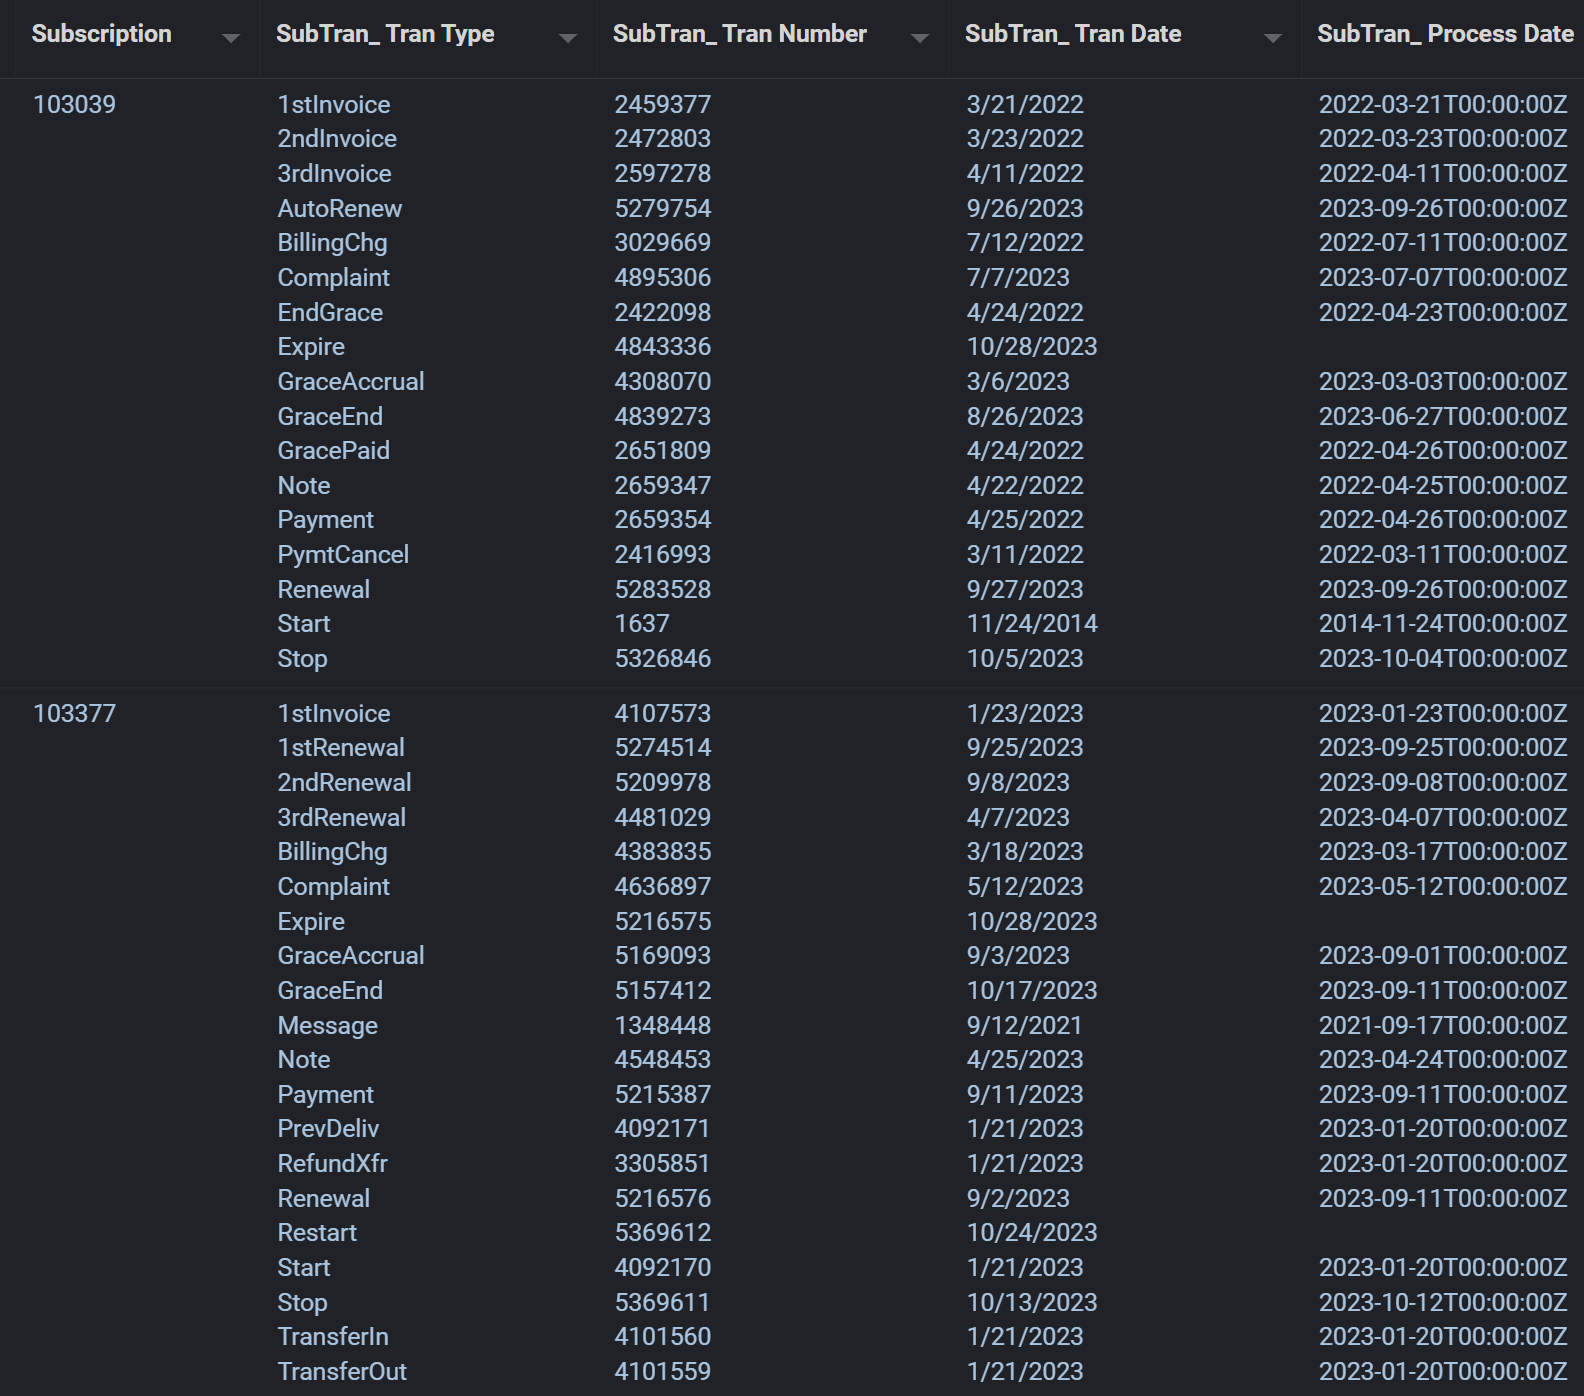 Subscription SubTran_ Tran Type SubTran_ Tran Number SubTran_ Tran Date SubTran_ Process Date
103039 1stInvoice 2459377 3/21/2022 2022-03-21T00:00:00Z
2ndInvoice 2472803 3/23/2022 2022-03-23T00:00:00Z
3rdInvoice 2597278 4/11/2022 2022-04-11T00:00:00Z
AutoRenew 5279754 9/26/2023 2023-09-26T00:00:00Z
BillingChg 3029669 7/12/2022 2022-07-11T00:00:00Z
Complaint 4895306 7/7/2023 2023-07-07T00:00:00Z
EndGrace 2422098 4/24/2022 2022-04-23T00:00:00Z
Expire 4843336 10/28/2023
GraceAccrual 4308070 3/6/2023 2023-03-03T00:00:00Z
GraceEnd 4839273 8/26/2023 2023-06-27T00:00:00Z
GracePaid 2651809 4/24/2022 2022-04-26T00:00:00Z
Note 2659347 4/22/2022 2022-04-25T00:00:00Z
Payment 2659354 4/25/2022 2022-04-26T00:00:00Z
PymtCancel 2416993 3/11/2022 2022-03-11T00:00:00Z
Renewal 5283528 9/27/2023 2023-09-26T00:00:00Z
Start 1637 11/24/2014 2014-11-24T00:00:00Z
Stop 5326846 10/5/2023 2023-10-04T00:00:00Z
103377 1stInvoice 4107573 1/23/2023 2023-01-23T00:00:00Z
1stRenewal 5274514 9/25/2023 2023-09-25T00:00:00Z
2ndRenewal 5209978 9/8/2023 2023-09-08T00:00:00Z
3rdRenewal 4481029 4/7/2023 2023-04-07T00:00:00Z
BillingChg 4383835 3/18/2023 2023-03-17T00:00:00Z
Complaint 4636897 5/12/2023 2023-05-12T00:00:00Z
Expire 5216575 10/28/2023
GraceAccrual 5169093 9/3/2023 2023-09-01T00:00:00Z
GraceEnd 5157412 10/17/2023 2023-09-11T00:00:00Z
Message 1348448 9/12/2021 2021-09-17T00:00:00Z
Note 4548453 4/25/2023 2023-04-24T00:00:00Z
Payment 5215387 9/11/2023 2023-09-11T00:00:00Z
PrevDeliv 4092171 1/21/2023 2023-01-20T00:00:00Z
RefundXfr 3305851 1/21/2023 2023-01-20T00:00:00Z
Renewal 5216576 9/2/2023 2023-09-11T00:00:00Z
Restart 5369612 10/24/2023
Start 4092170 1/21/2023 2023-01-20T00:00:00Z
Stop 5369611 10/13/2023 2023-10-12T00:00:00Z
TransferIn 4101560 1/21/2023 2023-01-20T00:00:00Z
TransferOut 4101559 1/21/2023 2023-01-20T00:00:00Z